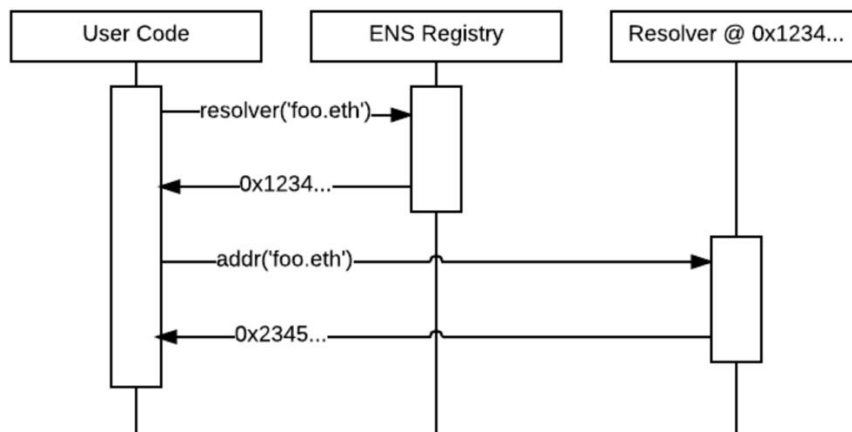 User Code
ENS Registry
Resolver @ 0x1234...
resolver('foo.eth')
0x1234...
addr('foo.eth')
0x2345...